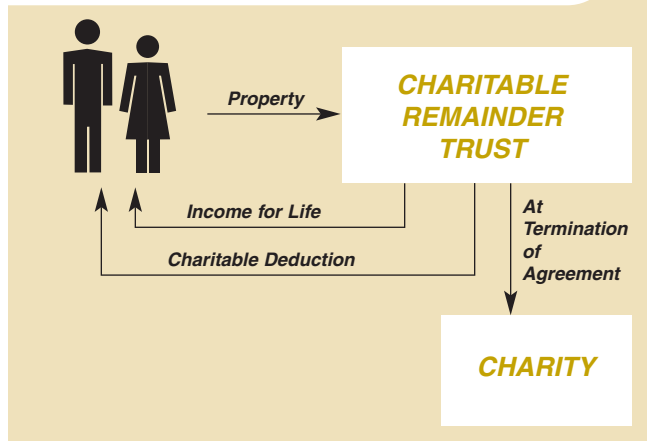 Property
CHARITABLE
REMAINDER
TRUST
Income for Life
Charitable Deduction
At
Termination
of
Agreement
CHARITY